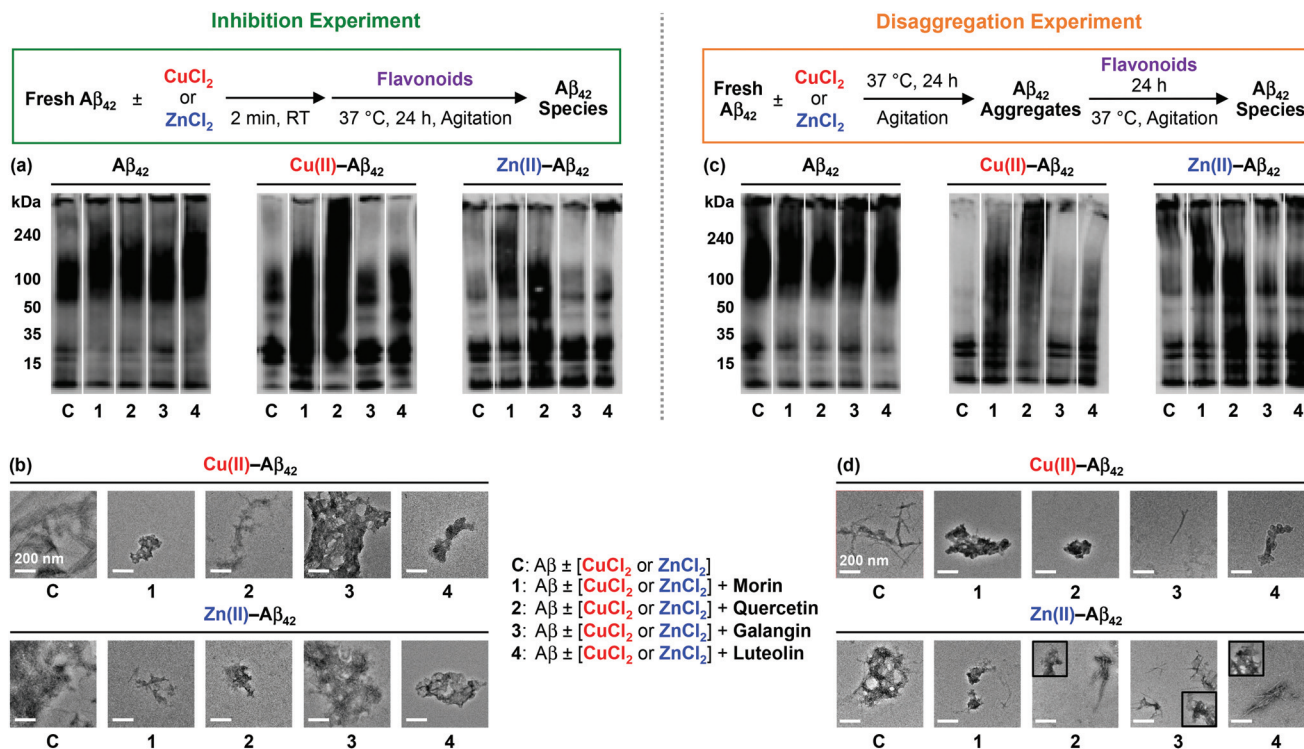 Inhibition Experiment
Fresh Aβ42 ± CuCl2 or ZnCl2
2 min, RT
Flavonoids
37 °C, 24 h, Agitation
Aβ42 Species
(a)
Aβ42
Cu(II)–Aβ42
Zn(II)–Aβ42
kDa
240
100
50
35
15
C 1 2 3 4
C 1 2 3 4
C 1 2 3 4
(b)
Cu(II)–Aβ42
200 nm
C 1 2 3 4
Zn(II)–Aβ42
C 1 2 3 4
C: Aβ ± [CuCl2 or ZnCl2]
1: Aβ ± [CuCl2 or ZnCl2] + Morin
2: Aβ ± [CuCl2 or ZnCl2] + Quercetin
3: Aβ ± [CuCl2 or ZnCl2] + Galangin
4: Aβ ± [CuCl2 or ZnCl2] + Luteolin
Disaggregation Experiment
Fresh Aβ42 ± CuCl2 or ZnCl2
37 °C, 24 h
Agitation
Aβ42 Aggregates
Flavonoids
24 h
37 °C, Agitation
Aβ42 Species
(c)
Aβ42
Cu(II)–Aβ42
Zn(II)–Aβ42
kDa
240
100
50
35
15
C 1 2 3 4
C 1 2 3 4
C 1 2 3 4
(d)
Cu(II)–Aβ42
200 nm
C 1 2 3 4
Zn(II)–Aβ42
C 1 2 3 4